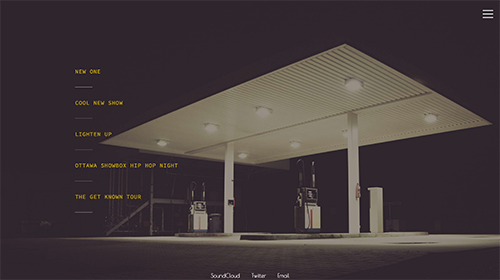 NEW ONE
COOL NEW SHOW
LIGHTEN UP
OTTAWA SHOWBOX HIP HOP NIGHT
THE GET KNOWN TOUR
SoundCloud Twitter Email